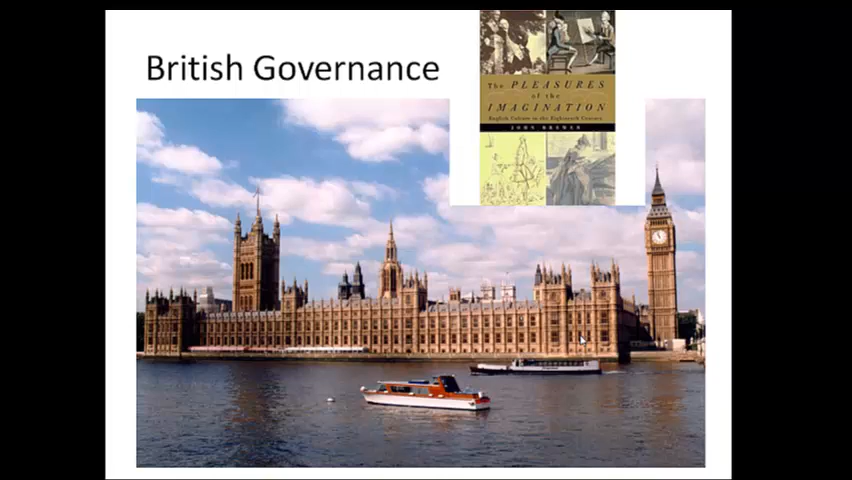 British Governance
The PLEASURES
of the
IMAGINATION
English Culture in the Eighteenth Century
JOHN BREWER